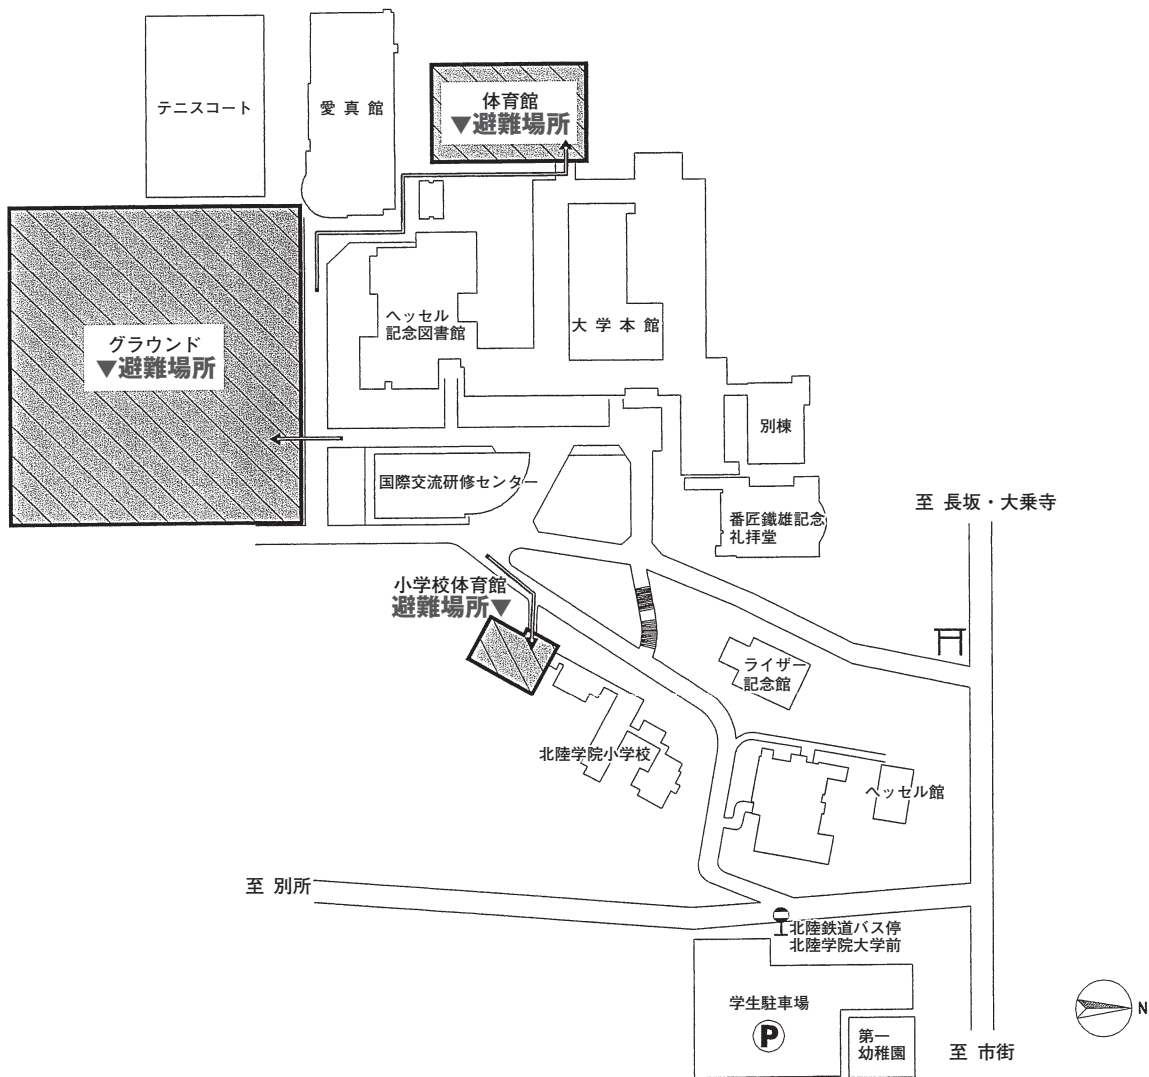 テニスコート
愛真館
体育館
▼避難場所
グラウンド
▼避難場所
ヘッセル
記念図書館
大学本館
別棟
国際交流研修センター
番匠鐵雄記念
礼拝堂
至 長坂・大乗寺
小学校体育館
避難場所▼
ライザー
記念館
北陸学院小学校
ヘッセル館
至 別所
北陸鉄道バス停
北陸学院大学前
学生駐車場
P
第一
幼稚園
至 市街
N